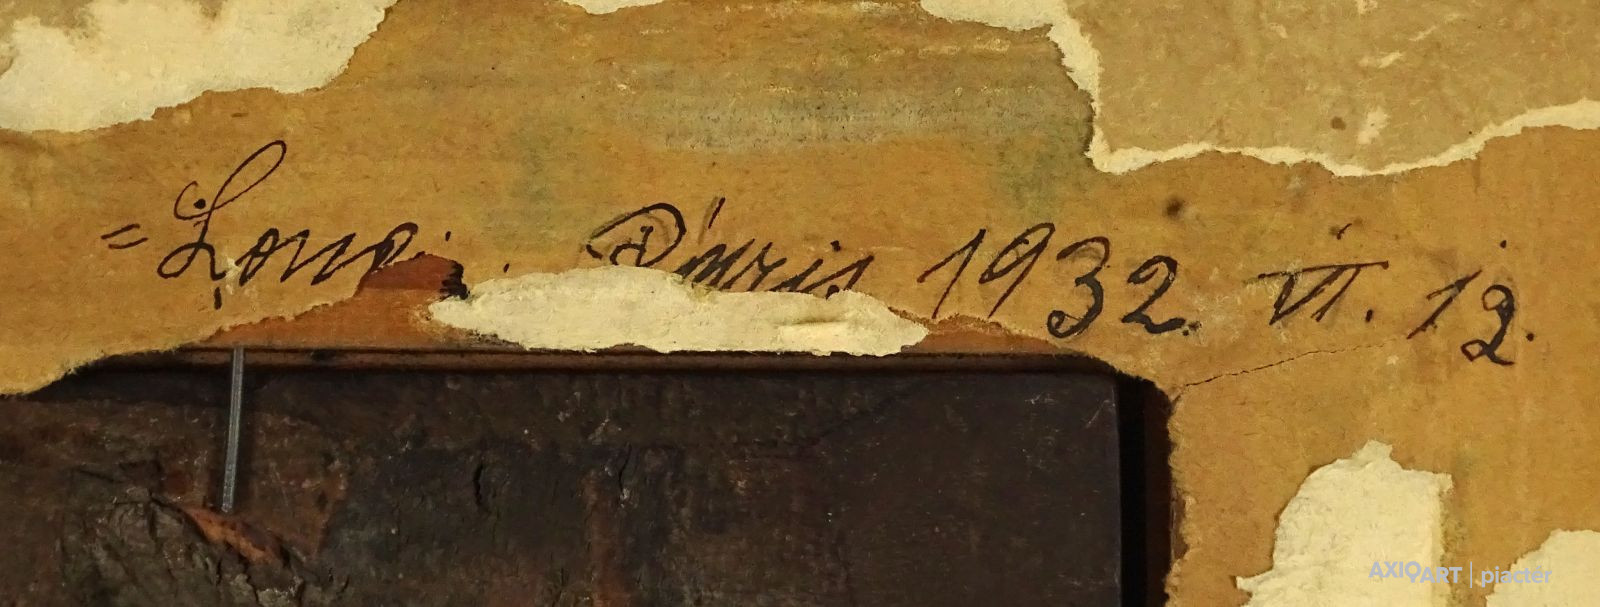 Páris 1932. VI. 12.
AXIOART | piactér